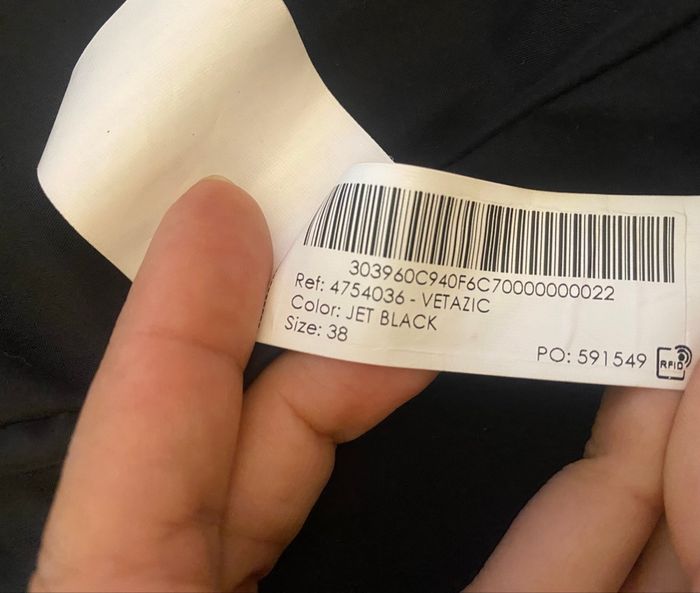 303960C940F6C70000000022
Ref: 4754036 - VETAZIC
Color: JET BLACK
Size: 38
PO: 591549
RFID